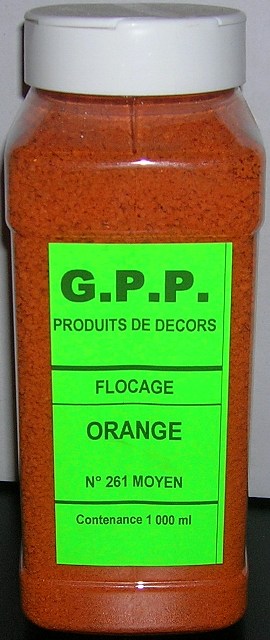 G.P.P.
PRODUITS DE DECORS
FLOCAGE
ORANGE
N° 261 MOYEN
Contenance 1 000 ml